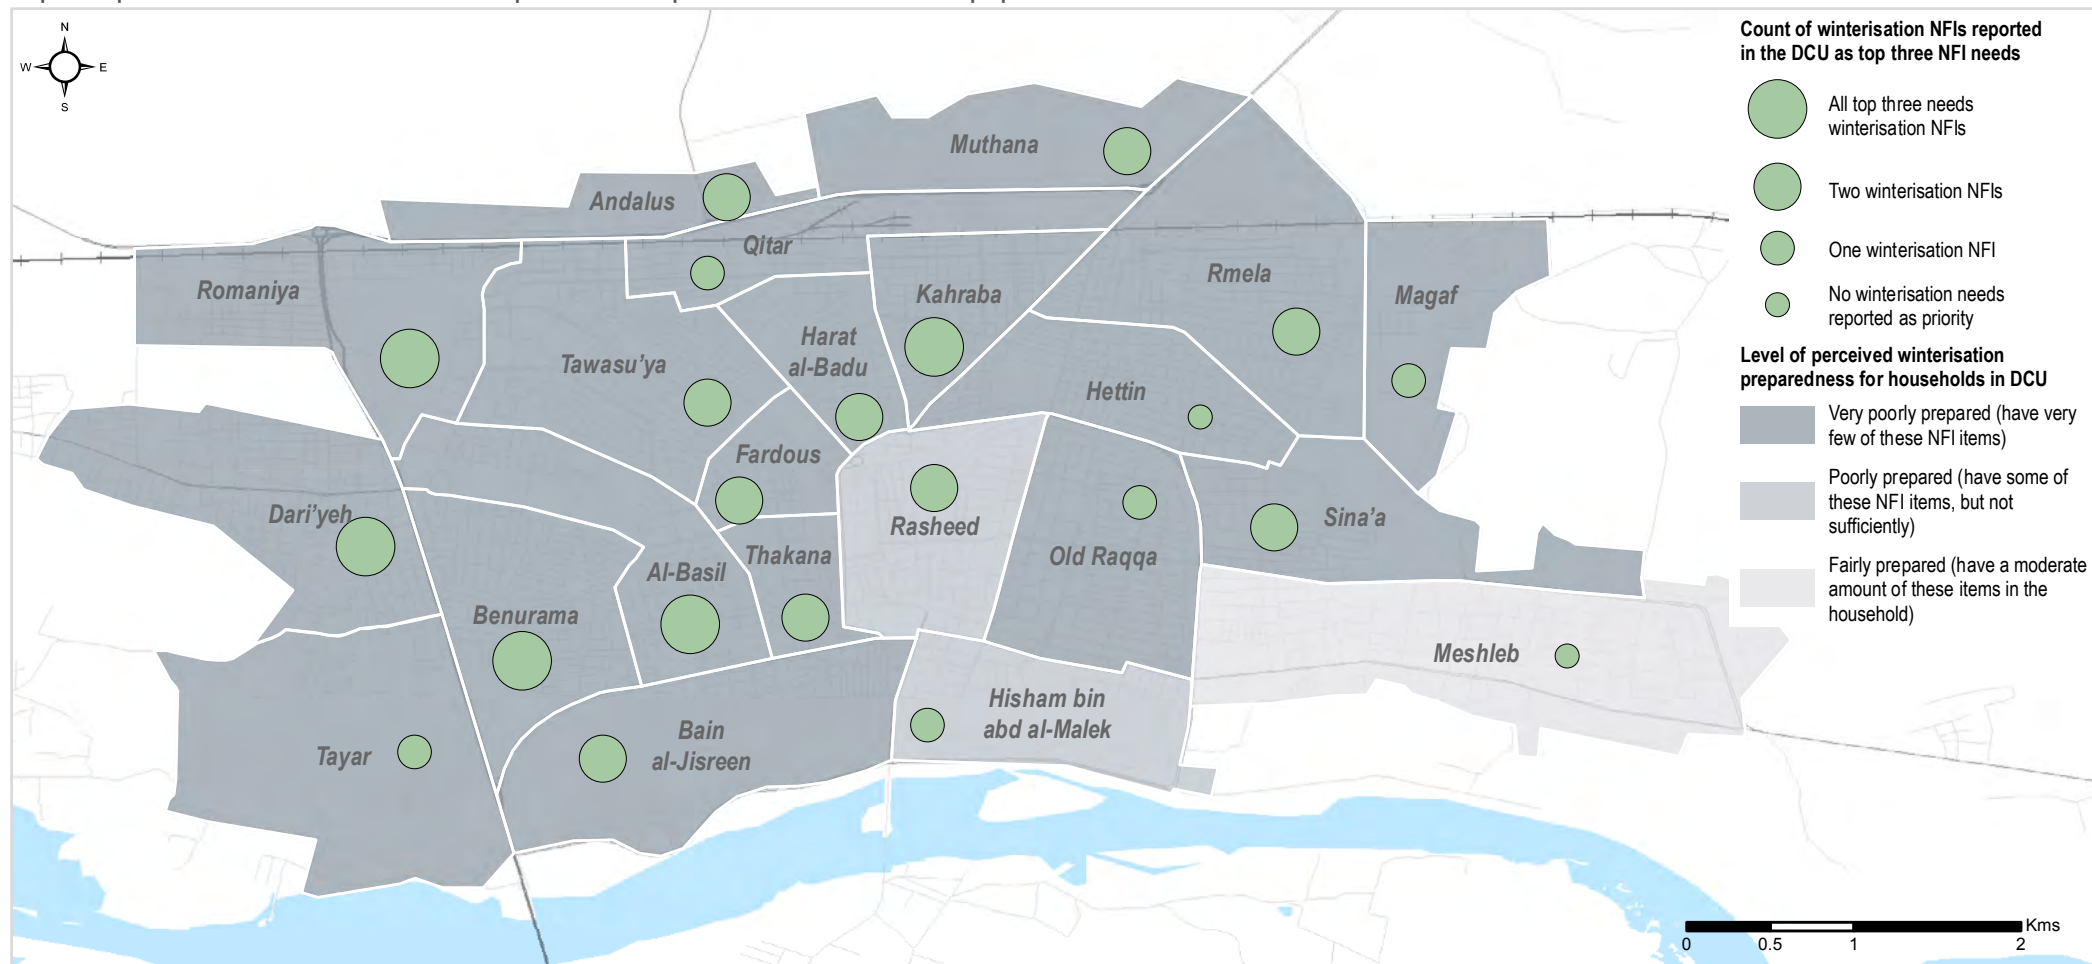 N
W
E
S
Count of winterisation NFIs reported
in the DCU as top three NFI needs
All top three needs
winterisation NFIs
Two winterisation NFIs
One winterisation NFI
No winterisation needs
reported as priority
Level of perceived winterisation
preparedness for households in DCU
Very poorly prepared (have very
few of these NFI items)
Poorly prepared (have some of
these NFI items, but not
sufficiently)
Fairly prepared (have a moderate
amount of these items in the
household)
Muthana
Andalus
Qitar
Romaniya
Kahraba
Rmela
Magaf
Harat
al-Badu
Tawasu'ya
Hettin
Fardous
Dari'yeh
Rasheed
Sina'a
Thakana
Old Raqqa
Al-Basil
Benurama
Meshleb
Hisham bin
abd al-Malek
Bain
al-Jisreen
Tayar
Kms
0
0.5
1
2